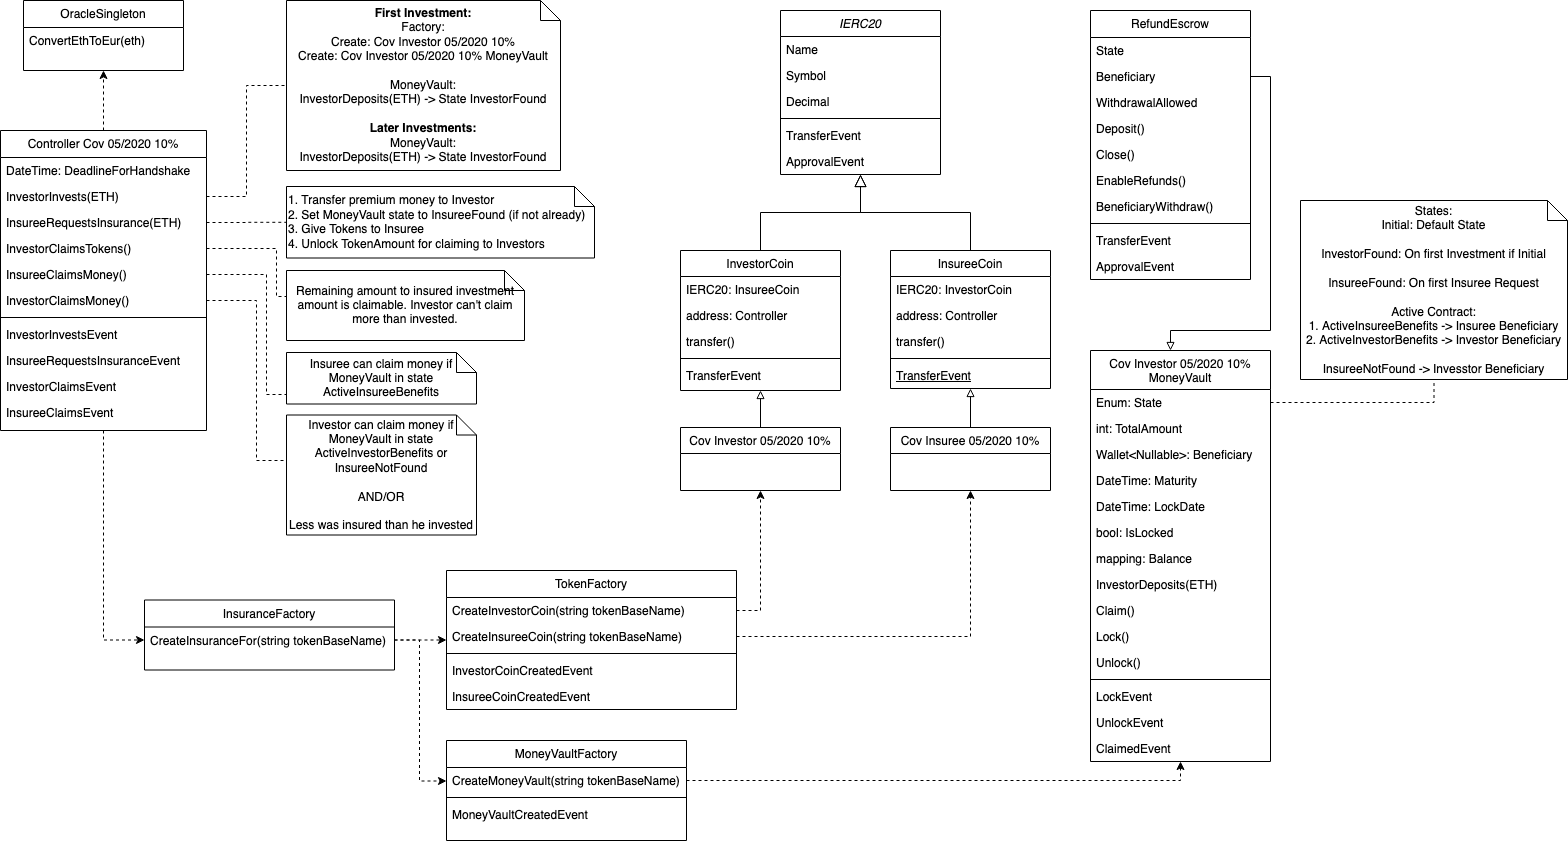 OracleSingleton
ConvertEthToEur(eth)
Controller Cov 05/2020 10%
DateTime: DeadlineForHandshake
InvestorInvests(ETH)
InsureeRequestsInsurance(ETH)
InvestorClaimsTokens()
InsureeClaimsMoney()
InvestorClaimsMoney()
InvestorInvestsEvent
InsureeRequestsInsuranceEvent
InvestorClaimsEvent
InsureeClaimsEvent
First Investment:
Factory:
Create: Cov Investor 05/2020 10%
Create: Cov Investor 05/2020 10% MoneyVault
MoneyVault:
InvestorDeposits(ETH) -> State InvestorFound
Later Investments:
MoneyVault:
InvestorDeposits(ETH) -> State InvestorFound
1. Transfer premium money to Investor
2. Set MoneyVault state to InsureeFound (if not already)
3. Give Tokens to Insuree
4. Unlock TokenAmount for claiming to Investors
Remaining amount to insured investment
amount is claimable. Investor can't claim
more than invested.
Insuree can claim money if
MoneyVault in state
ActiveInsureeBenefits
Investor can claim money if
MoneyVault in state
ActiveInvestorBenefits or
InsureeNotFound
AND/OR
Less was insured than he invested
InsuranceFactory
CreateInsuranceFor(string tokenBaseName)
TokenFactory
CreateInvestorCoin(string tokenBaseName)
CreateInsureeCoin(string tokenBaseName)
InvestorCoinCreatedEvent
InsureeCoinCreatedEvent
MoneyVaultFactory
CreateMoneyVault(string tokenBaseName)
MoneyVaultCreatedEvent
IERC20
Name
Symbol
Decimal
TransferEvent
ApprovalEvent
InvestorCoin
IERC20: InsureeCoin
address: Controller
transfer()
TransferEvent
InsureeCoin
IERC20: InvestorCoin
address: Controller
transfer()
TransferEvent
Cov Investor 05/2020 10%
Cov Insuree 05/2020 10%
RefundEscrow
State
Beneficiary
WithdrawalAllowed
Deposit()
Close()
EnableRefunds()
BeneficiaryWithdraw()
TransferEvent
ApprovalEvent
Cov Investor 05/2020 10%
MoneyVault
Enum: State
int: TotalAmount
Wallet<Nullable>: Beneficiary
DateTime: Maturity
DateTime: LockDate
bool: IsLocked
mapping: Balance
InvestorDeposits(ETH)
Claim()
Lock()
Unlock()
LockEvent
UnlockEvent
ClaimedEvent
States:
Initial: Default State
InvestorFound: On first Investment if Initial
InsureeFound: On first Insuree Request
Active Contract:
1. ActiveInsureeBenefits -> Insuree Beneficiary
2. ActiveInvestorBenefits -> Investor Beneficiary
InsureeNotFound -> Invesstor Beneficiary